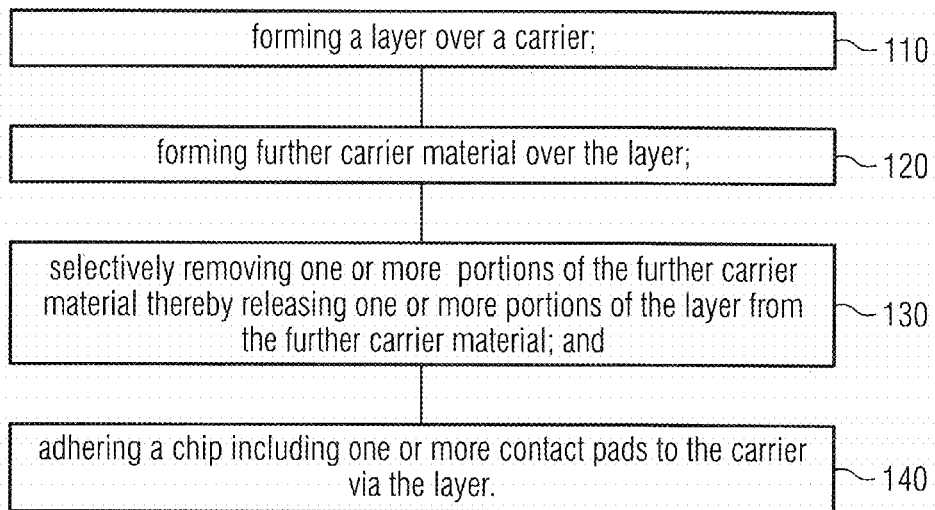 forming a layer over a carrier;
110
forming further carrier material over the layer;
120
selectively removing one or more portions of the further carrier
material thereby releasing one or more portions of the layer from
the further carrier material; and
130
adhering a chip including one or more contact pads to the carrier
via the layer.
140